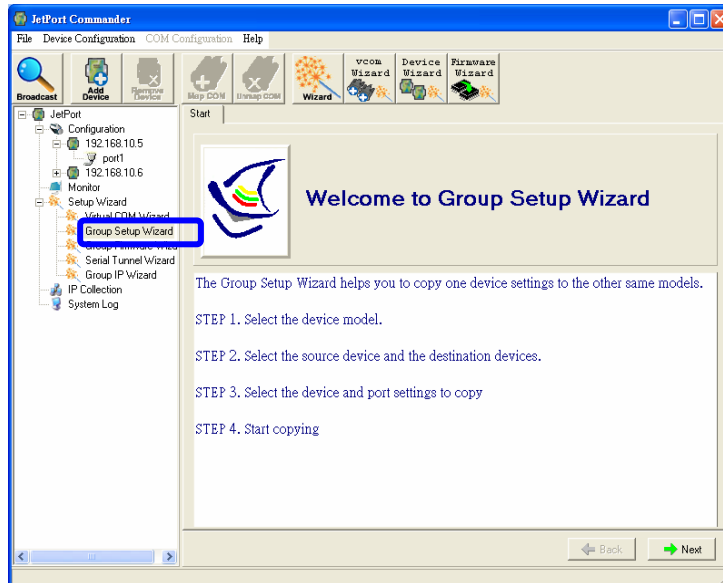 JetPort Commander
File Device Configuration COM Configuration Help
Broadcast
Add Device
Remove Device
Map COM
Unmap COM
Wizard
vcom Wizard
Device Wizard
Firmware Wizard
JetPort
Configuration
192.168.10.5
port1
192.168.10.6
Monitor
Setup Wizard
Virtual COM Wizard
Group Setup Wizard
Group Firmware Wiza
Serial Tunnel Wizard
Group IP Wizard
IP Collection
System Log
Start
Welcome to Group Setup Wizard
The Group Setup Wizard helps you to copy one device settings to the other same models.
STEP 1. Select the device model.
STEP 2. Select the source device and the destination devices.
STEP 3. Select the device and port settings to copy
STEP 4. Start copying
Back
Next